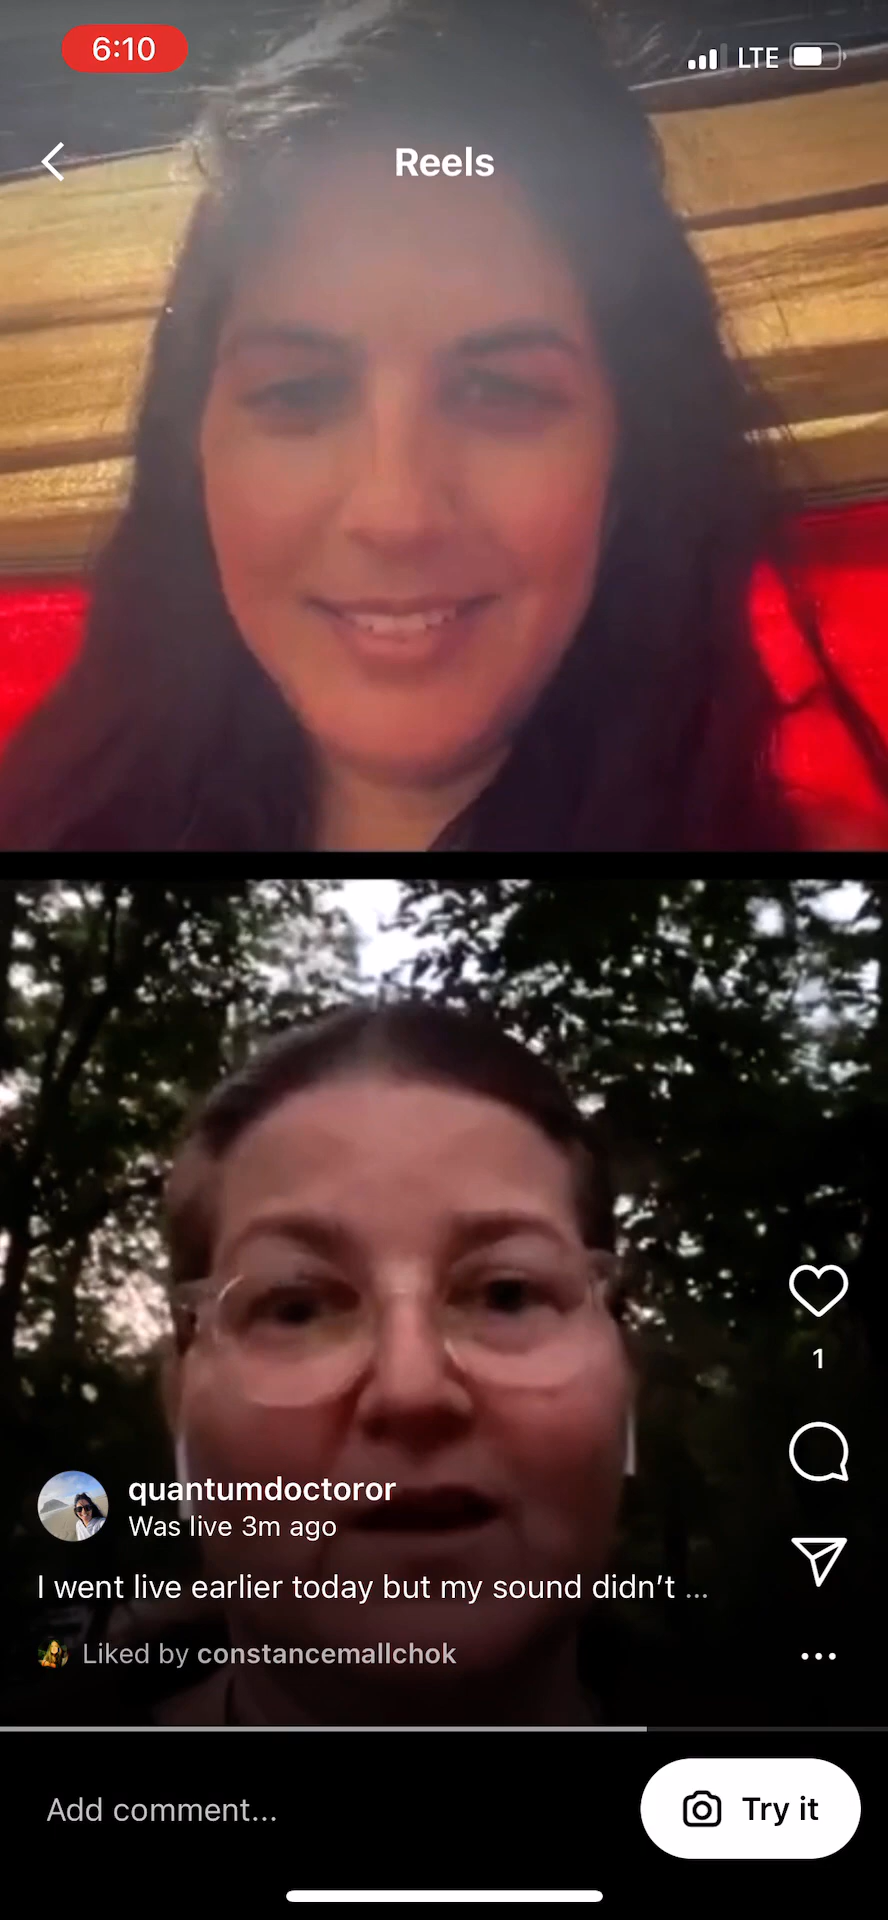 6:10
LTE
Reels
1
quantumdoctoror
Was live 3m ago
I went live earlier today but my sound didn’t ...
Liked by constancemallchok
Add comment...
Try it